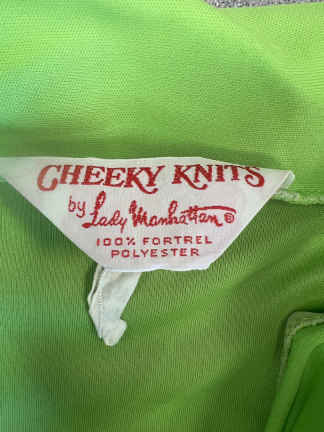 CHEEKY KNITS
by Lady Manhattan ®
100% FORTREL
POLYESTER